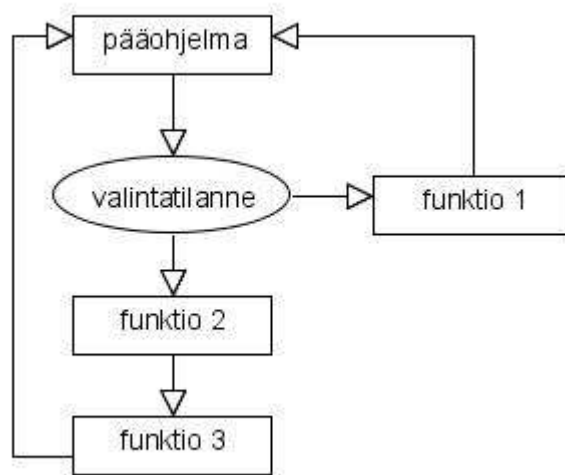 pääohjelma
valintatilanne
funktio 1
funktio 2
funktio 3